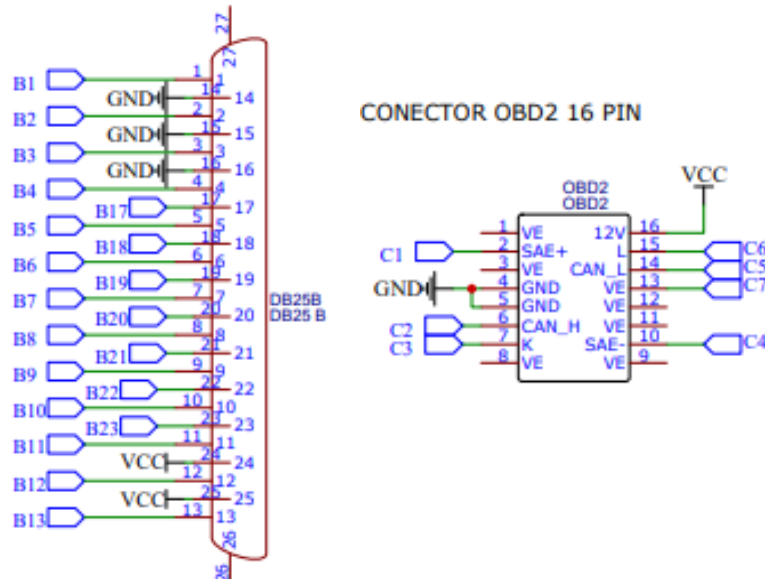 27
27
B1 1 1
GND 14 14
B2 2 2
GND 15 15
B3 3 3
GND 16 16
B4 4 4
B17 17 17
B5 5 5
B18 18 18
B6 6 6
B19 19 19
B7 7 7
B20 20 20
B8 8 8
B21 21 21
B9 9 9
B22 22 22
B10 10 10
B23 23 23
B11 11 11
VCC 24 24
B12 12 12
VCC 25 25
B13 13 13
26
26
DB25B
DB25 B
CONECTOR OBD2 16 PIN
VCC
OBD2
OBD2
1 VE 12V 16
C1 2 SAE+ L 15 C6
3 VE CAN_L 14 C5
GND 4 GND VE 13 C7
5 GND VE 12
C2 6 CAN_H VE 11
C3 7 K SAE- 10 C4
8 VE VE 9